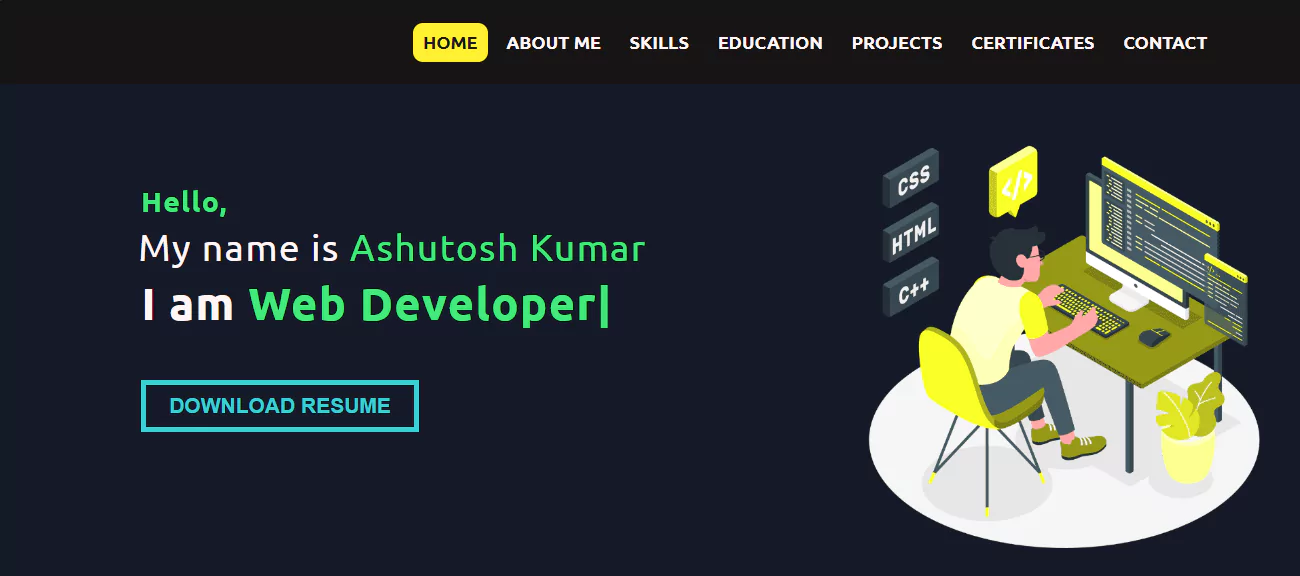 HOME ABOUT ME SKILLS EDUCATION PROJECTS CERTIFICATES CONTACT
Hello,
My name is Ashutosh Kumar
I am Web Developer|
DOWNLOAD RESUME
CSS
</>
HTML
C++